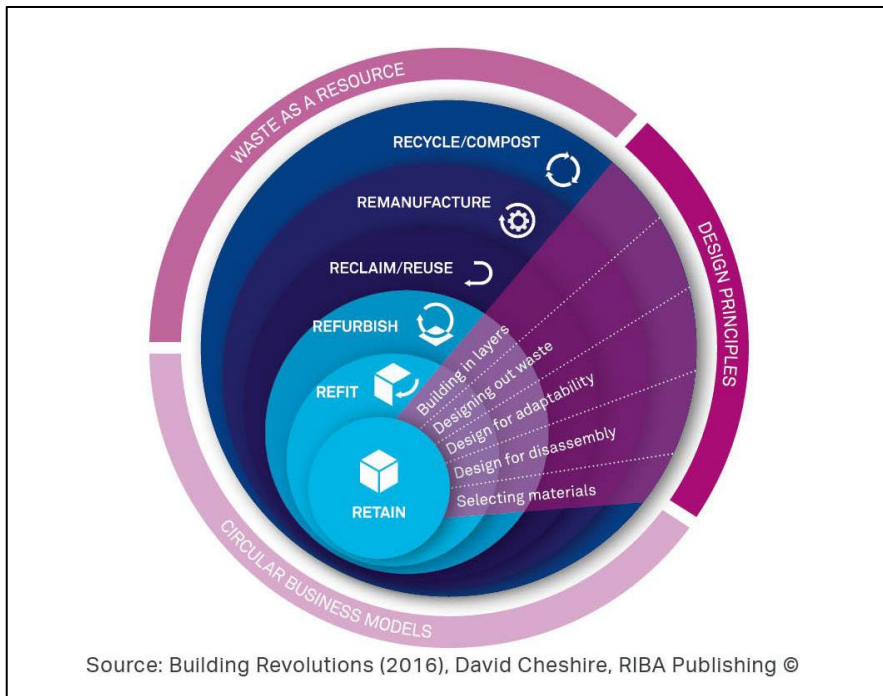 WASTE AS A RESOURCE
RECYCLE/COMPOST
REMANUFACTURE
RECLAIM/REUSE
REFURBISH
REFIT
RETAIN
Building in layers
Designing out waste
Design for adaptability
Design for disassembly
Selecting materials
DESIGN PRINCIPLES
CIRCULAR BUSINESS MODELS
Source: Building Revolutions (2016), David Cheshire, RIBA Publishing ©